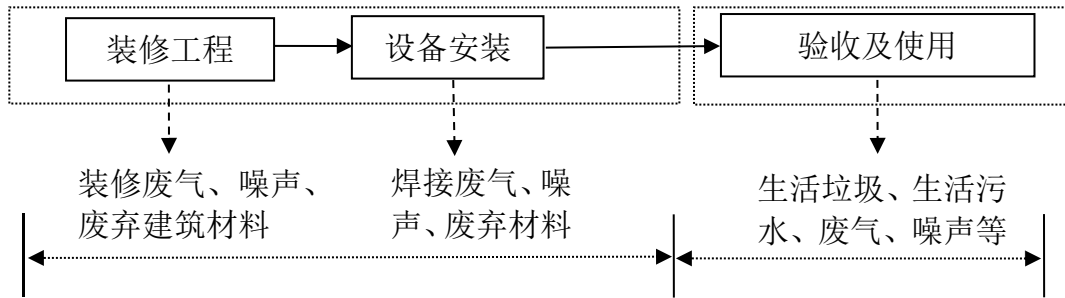 装修工程
设备安装
验收及使用
装修废气、噪声、
废弃建筑材料
焊接废气、噪
声、废弃材料
生活垃圾、生活污
水、废气、噪声等